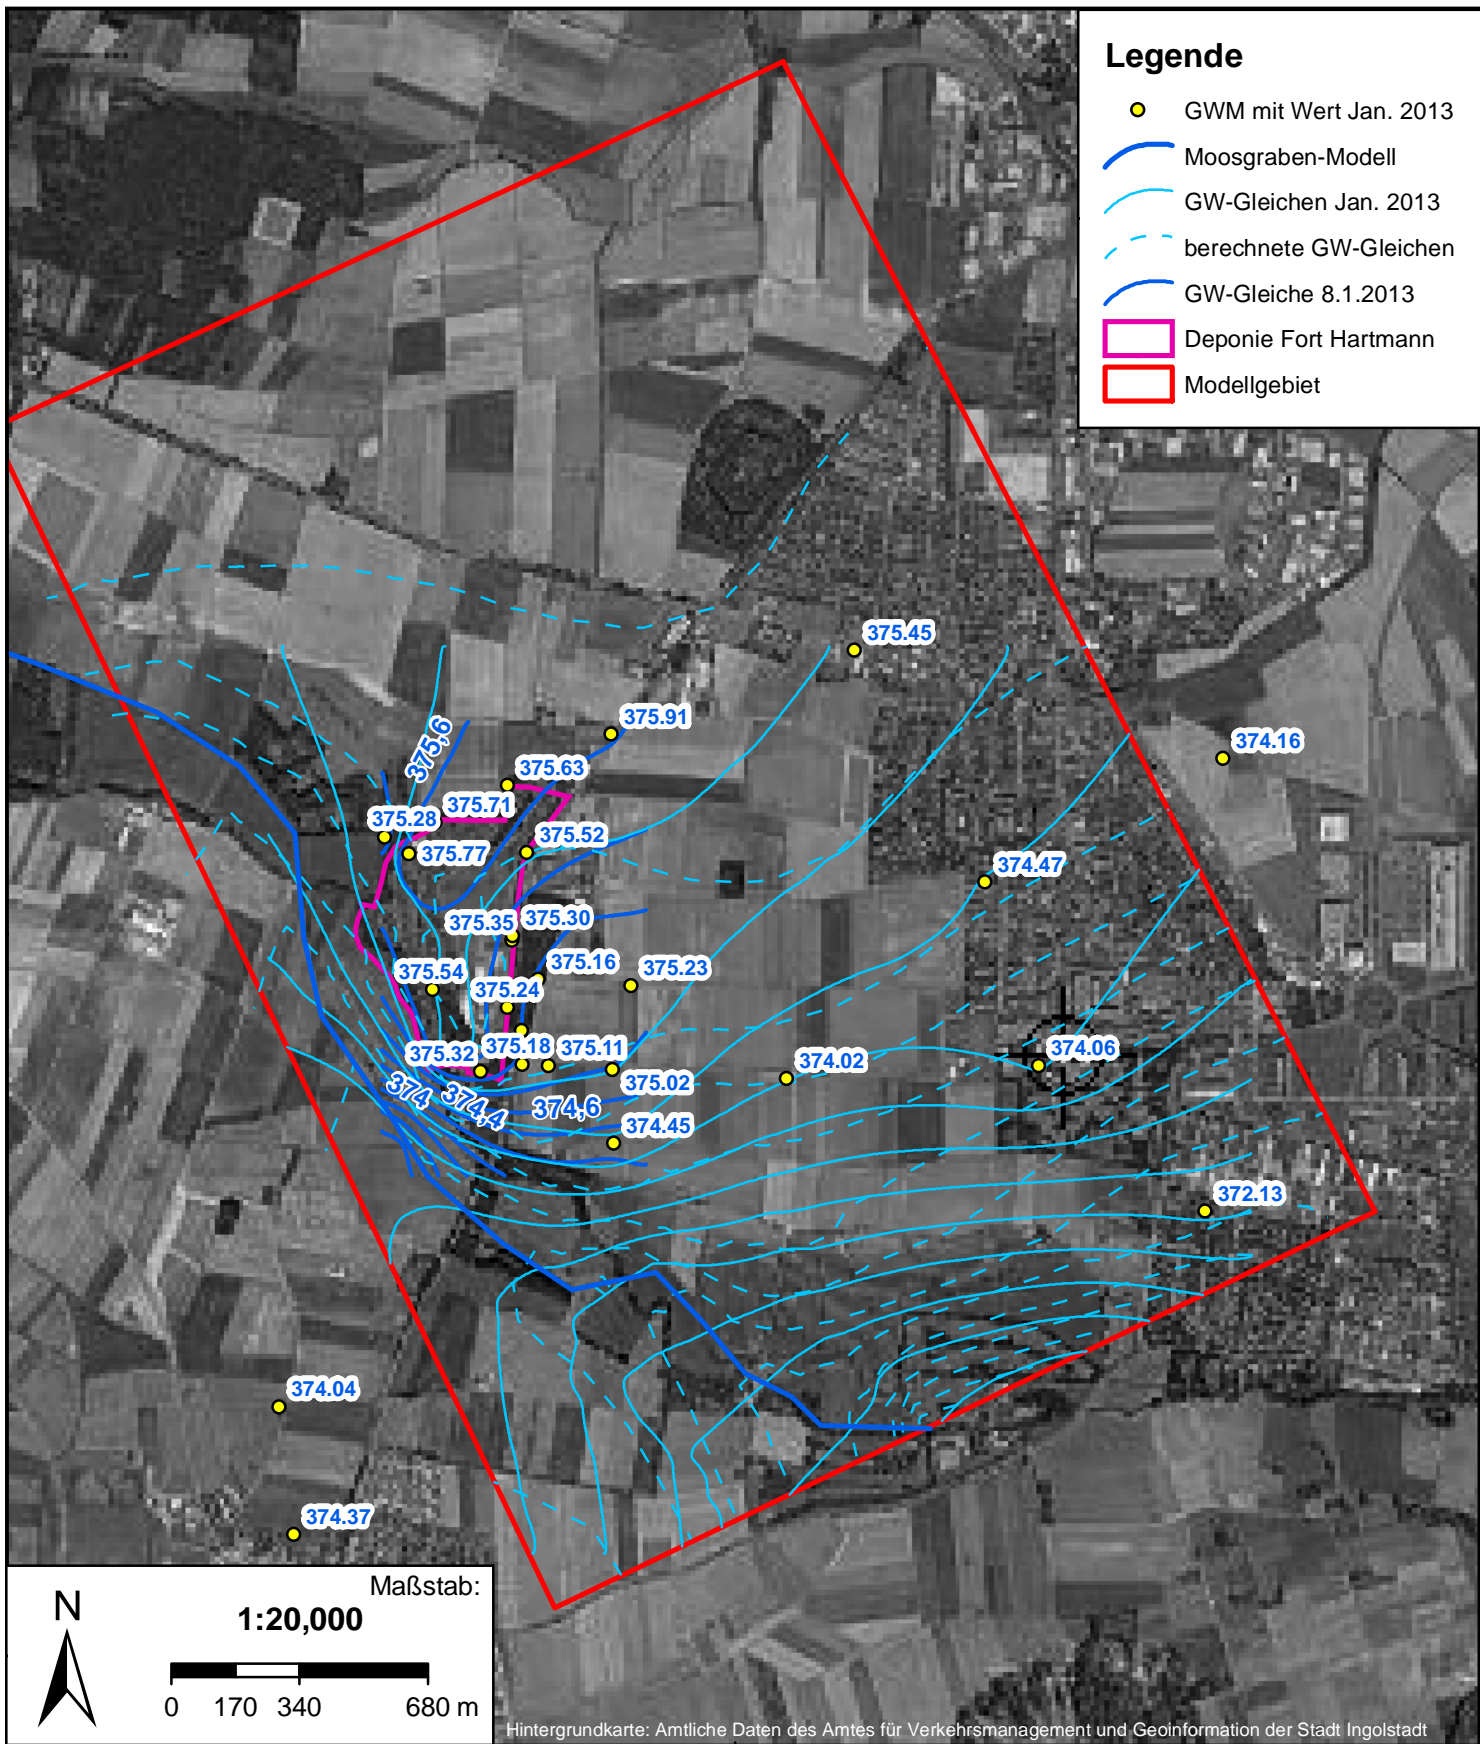 Legende
GWM mit Wert Jan. 2013
Moosgraben-Modell
GW-Gleichen Jan. 2013
berechnete GW-Gleichen
GW-Gleiche 8.1.2013
Deponie Fort Hartmann
Modellgebiet
375.45
375.91
375,6
374.16
375.63
375.71
375.28
375.52
375.77
374.47
375.35
375.30
375.16
375.23
375.54
375.24
375.32
375.18
375.11
374.02
374.06
375.02
374
374,4
374,6
374.45
372.13
374.04
374.37
N
Maßstab:
1:20,000
0 170 340 680 m
Hintergrundkarte: Amtliche Daten des Amtes für Verkehrsmanagement und Geoinformation der Stadt Ingolstadt